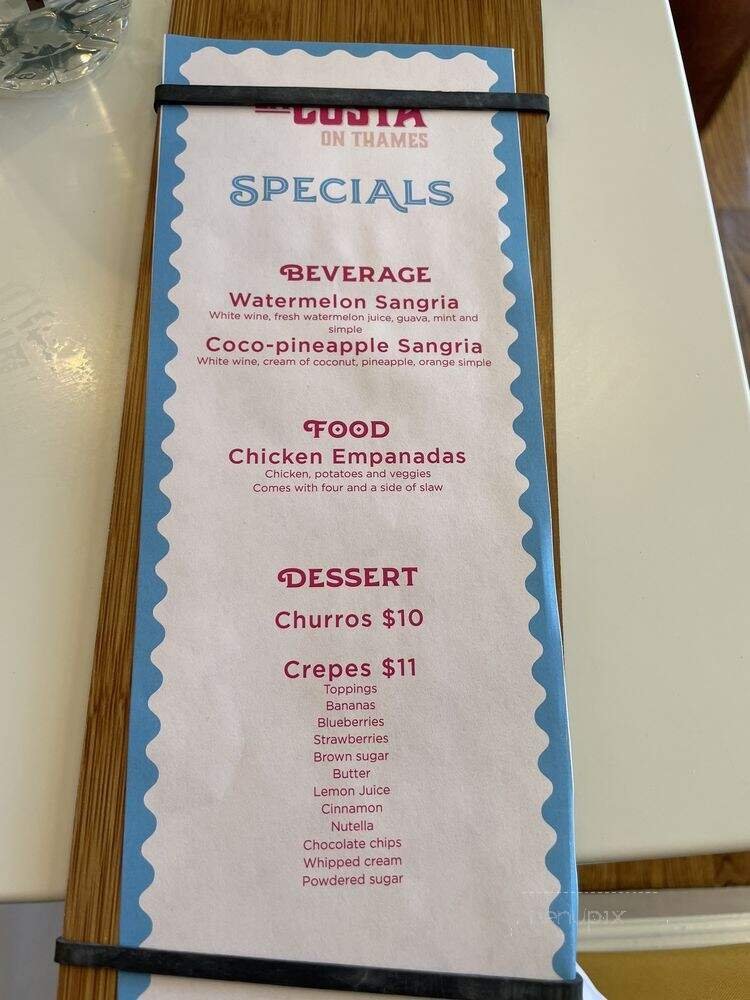 COSTA
ON THAMES
SPECIALS
BEVERAGE
Watermelon Sangria
White wine, fresh watermelon juice, guava, mint and
simple
Coco-pineapple Sangria
White wine, cream of coconut, pineapple, orange simple
FOOD
Chicken Empanadas
Chicken, potatoes and veggies
Comes with four and a side of slaw
DESSERT
Churros $10
Crepes $11
Toppings
Bananas
Blueberries
Strawberries
Brown sugar
Butter
Lemon Juice
Cinnamon
Nutella
Chocolate chips
Whipped cream
Powdered sugar
menupix